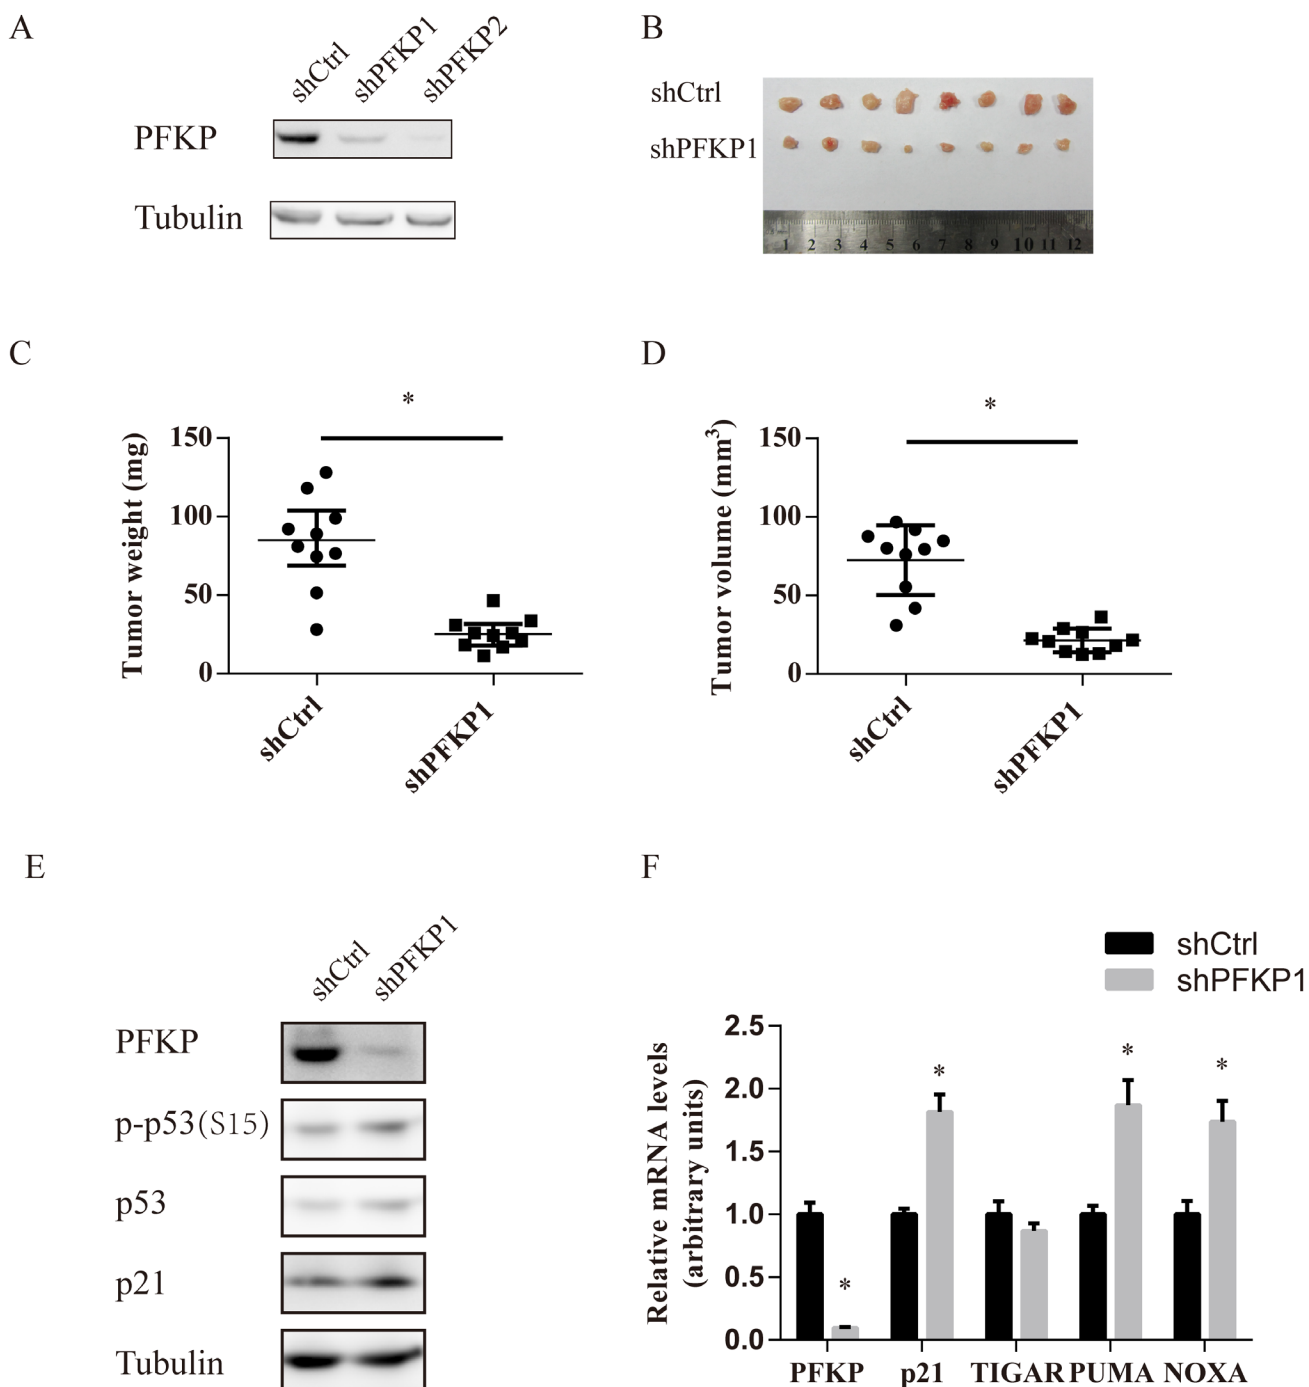 A
shCtrl shPFKP1 shPFKP2
PFKP
Tubulin
B
shCtrl
shPFKP1
1 2 3 4 5 6 7 8 9 10 11 12
C
*
Tumor weight (mg)
150
100
50
0
shCtrl shPFKP1
D
*
Tumor volume (mm³)
150
100
50
0
shCtrl shPFKP1
E
shCtrl shPFKP1
PFKP
p-p53(S15)
p53
p21
Tubulin
F
shCtrl
shPFKP1
Relative mRNA levels
(arbitrary units)
2.5
2.0
1.5
1.0
0.5
0.0
* * * *
PFKP p21 TIGAR PUMA NOXA